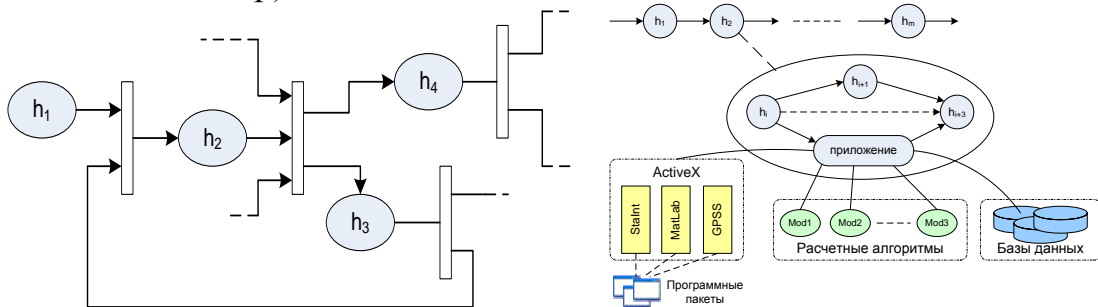 h1
h2
h3
h4
h1
h2
hm
hi
hi+1
hi+3
приложение
ActiveX
StaInt
MatLab
GPSS
Mod1
Mod2
Mod3
Расчетные алгоритмы
Базы данных
Программные
пакеты